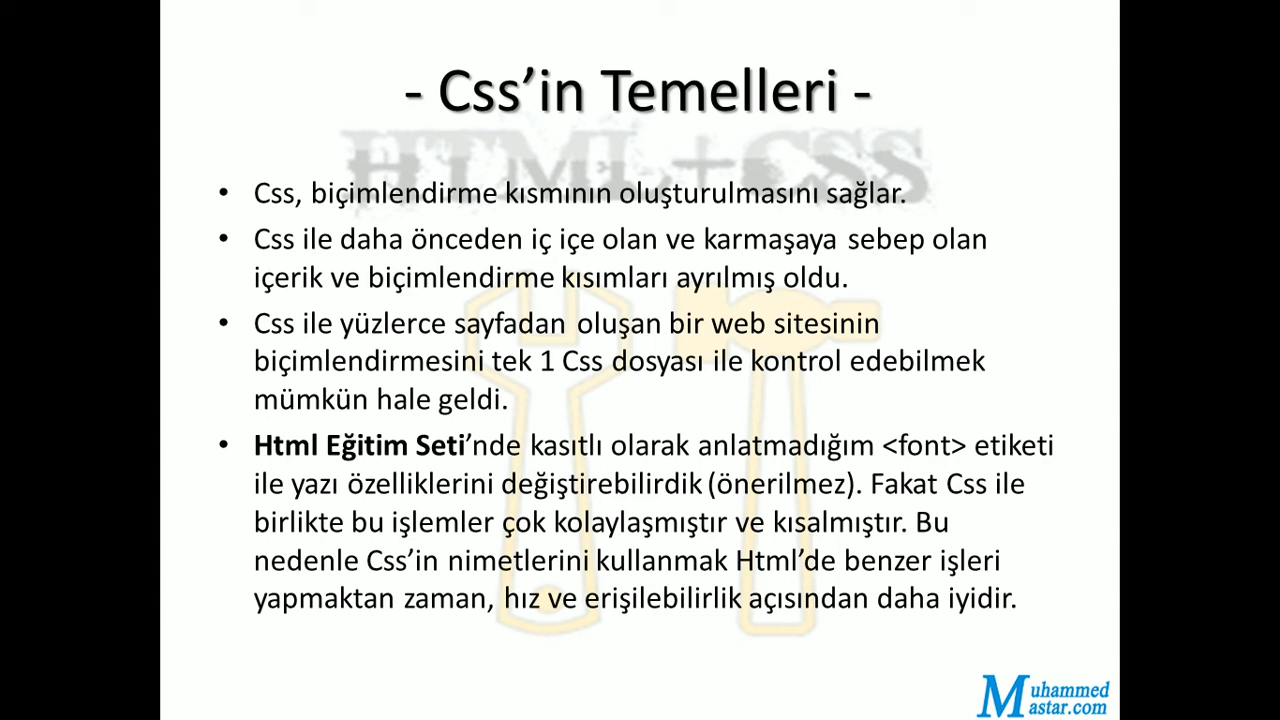 - Css’in Temelleri -
HTML+CSS
• Css, biçimlendirme kısmının oluşturulmasını sağlar.
• Css ile daha önceden iç içe olan ve karmaşaya sebep olan
içerik ve biçimlendirme kısımları ayrılmış oldu.
• Css ile yüzlerce sayfadan oluşan bir web sitesinin
biçimlendirmesini tek 1 Css dosyası ile kontrol edebilmek
mümkün hale geldi.
• Html Eğitim Seti’nde kasıtlı olarak anlatmadığım <font> etiketi
ile yazı özelliklerini değiştirebilirdik (önerilmez). Fakat Css ile
birlikte bu işlemler çok kolaylaşmıştır ve kısalmıştır. Bu
nedenle Css’in nimetlerini kullanmak Html’de benzer işleri
yapmaktan zaman, hız ve erişilebilirlik açısından daha iyidir.
Muhammed
Mastar.com